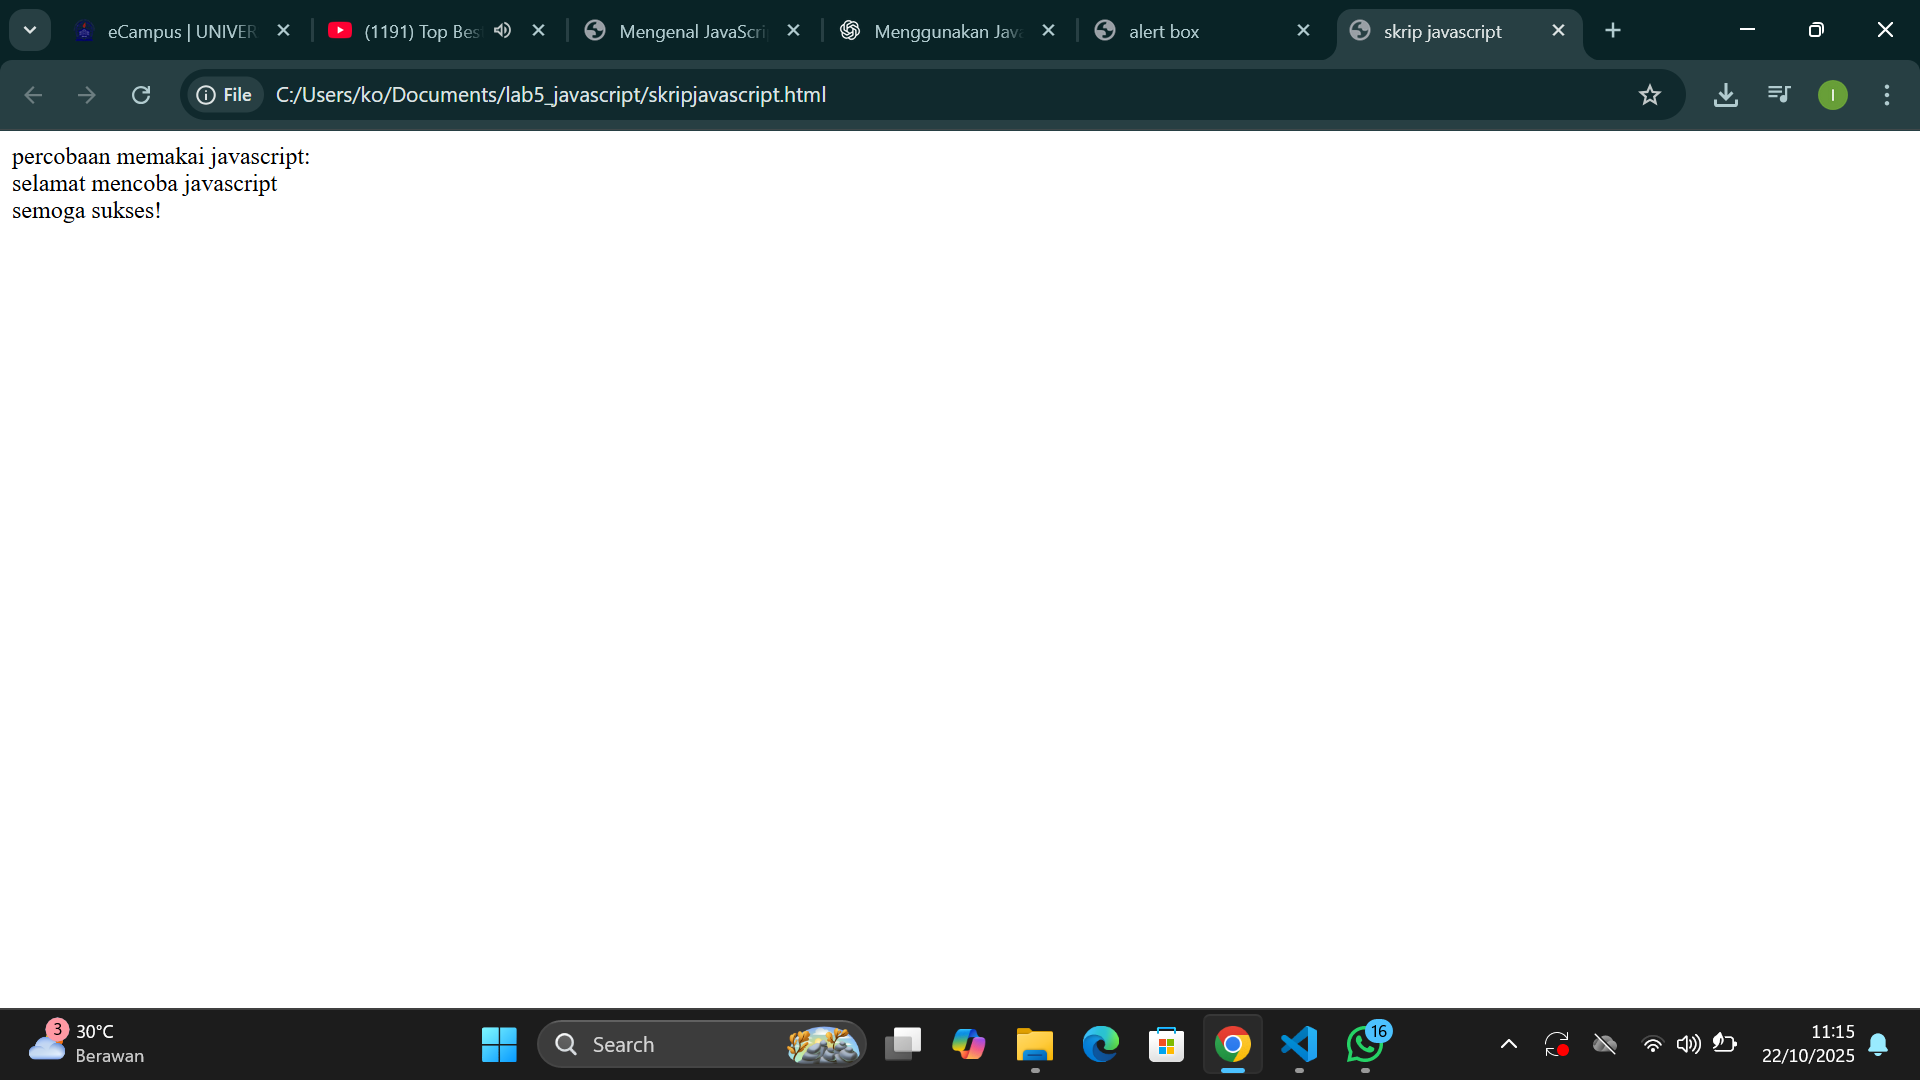 eCampus | UNIVER
(1191) Top Bes
Mengenal JavaScri
Menggunakan Java
alert box
skrip javascript
File
C:/Users/ko/Documents/lab5_javascript/skripjavascript.html
I
percobaan memakai javascript:
selamat mencoba javascript
semoga sukses!
3
30°C
Berawan
Search
16
11:15
22/10/2025